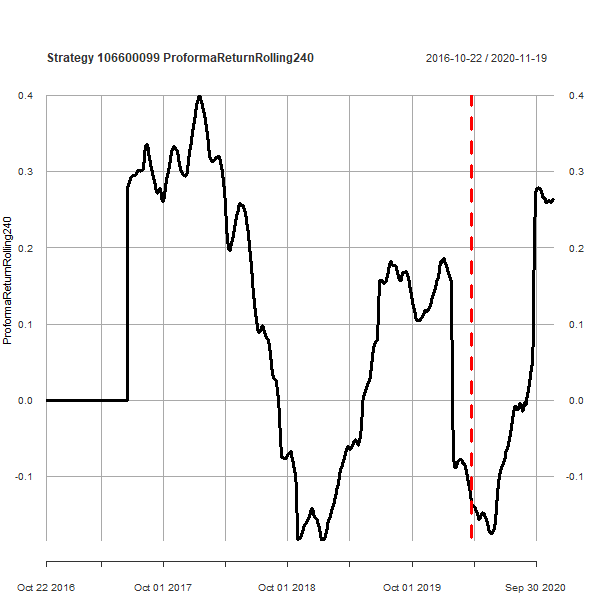 Strategy 106600099 ProformaReturnRolling240
2016-10-22 / 2020-11-19
0.4
0.4
0.3
0.3
0.2
0.2
0.1
0.1
0.0
0.0
-0.1
-0.1
ProformaReturnRolling240
Oct 22 2016
Oct 01 2017
Oct 01 2018
Oct 01 2019
Sep 30 2020